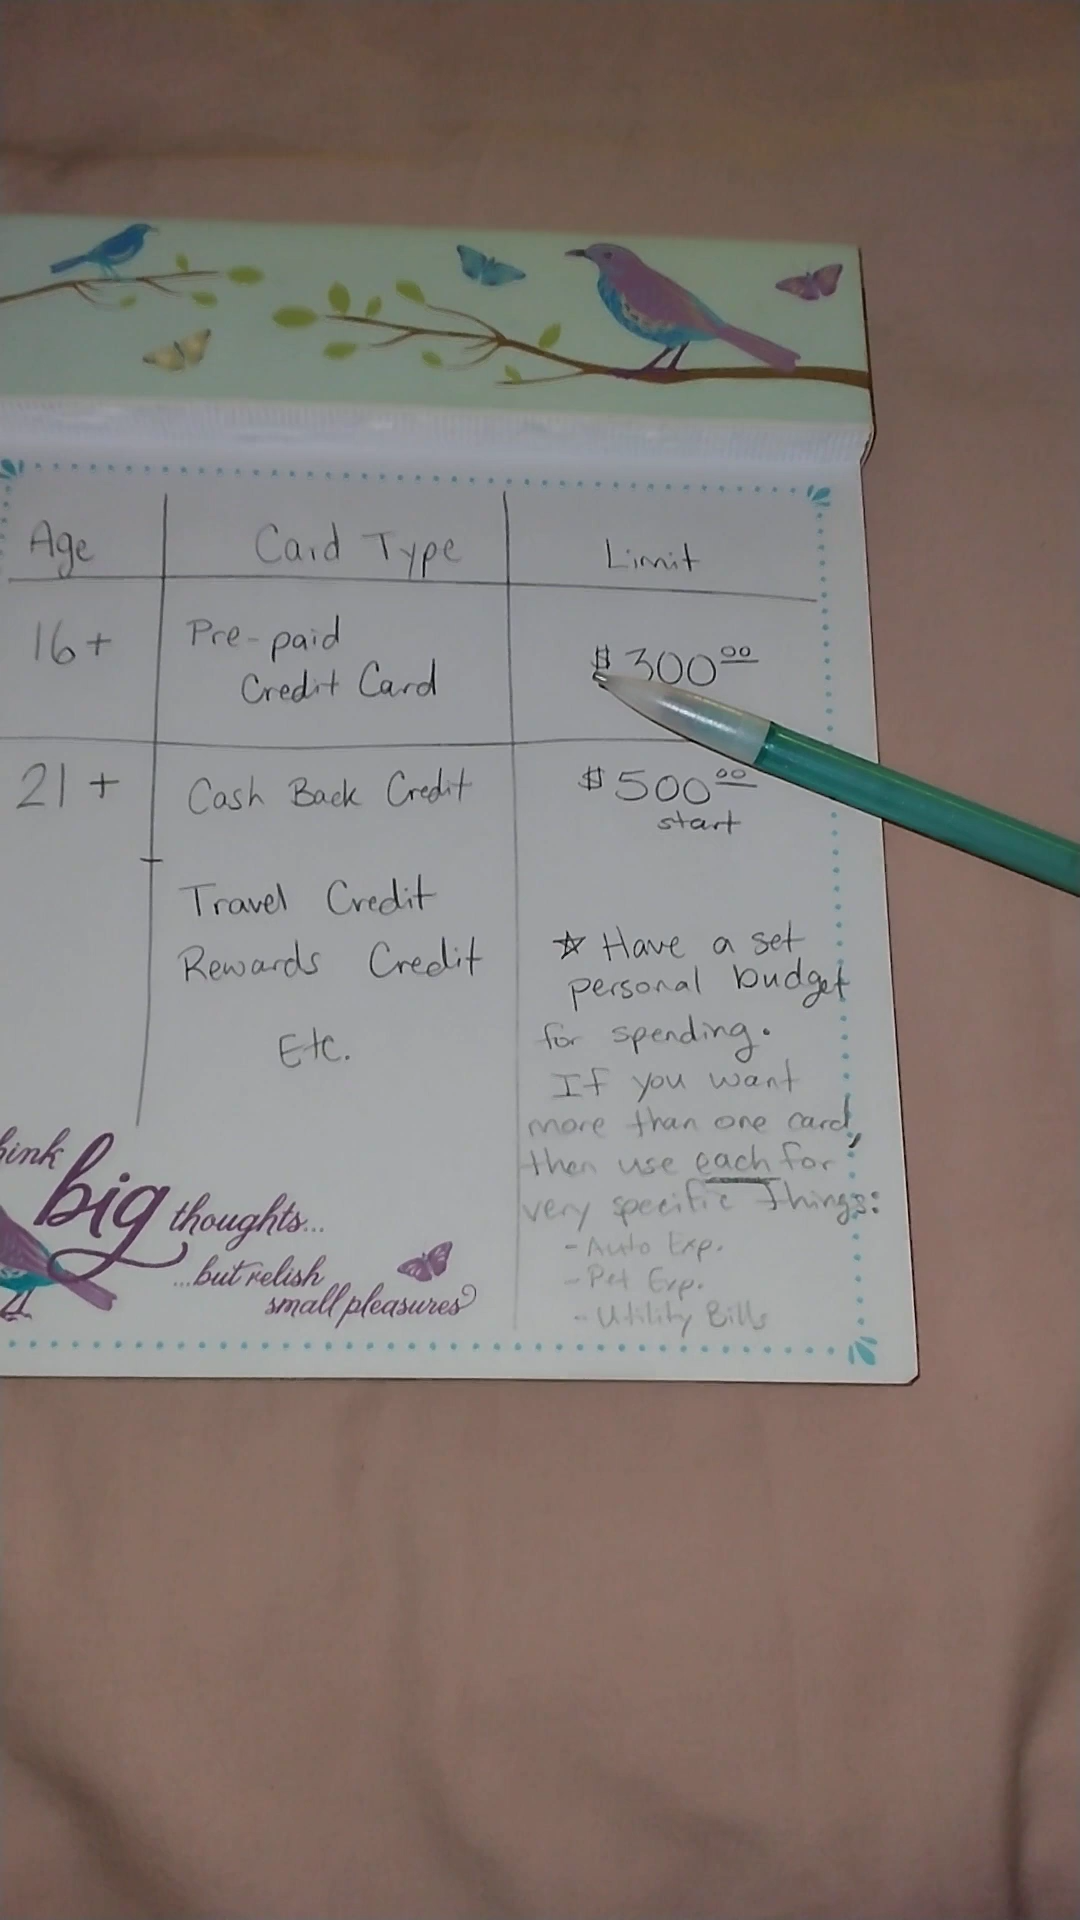 Age Card Type Limit
16+ Pre-paid
Credit Card
$300.00
21+ Cash Back Credit
$500.00
start
Travel Credit
Rewards Credit
Etc.
☆ Have a set
personal budget
for spending.
If you want
more than one card,
then use each for
very specific things:
- Auto Exp.
- Pet Exp.
- Utility Bills
big thoughts...
...but relish
small pleasures